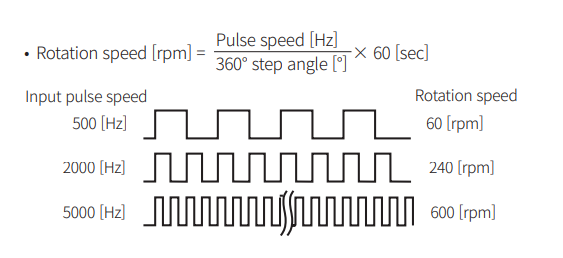 • Rotation speed [rpm] = Pulse speed [Hz] / 360° step angle [°] × 60 [sec]
Input pulse speed Rotation speed
500 [Hz] 60 [rpm]
2000 [Hz] 240 [rpm]
5000 [Hz] 600 [rpm]